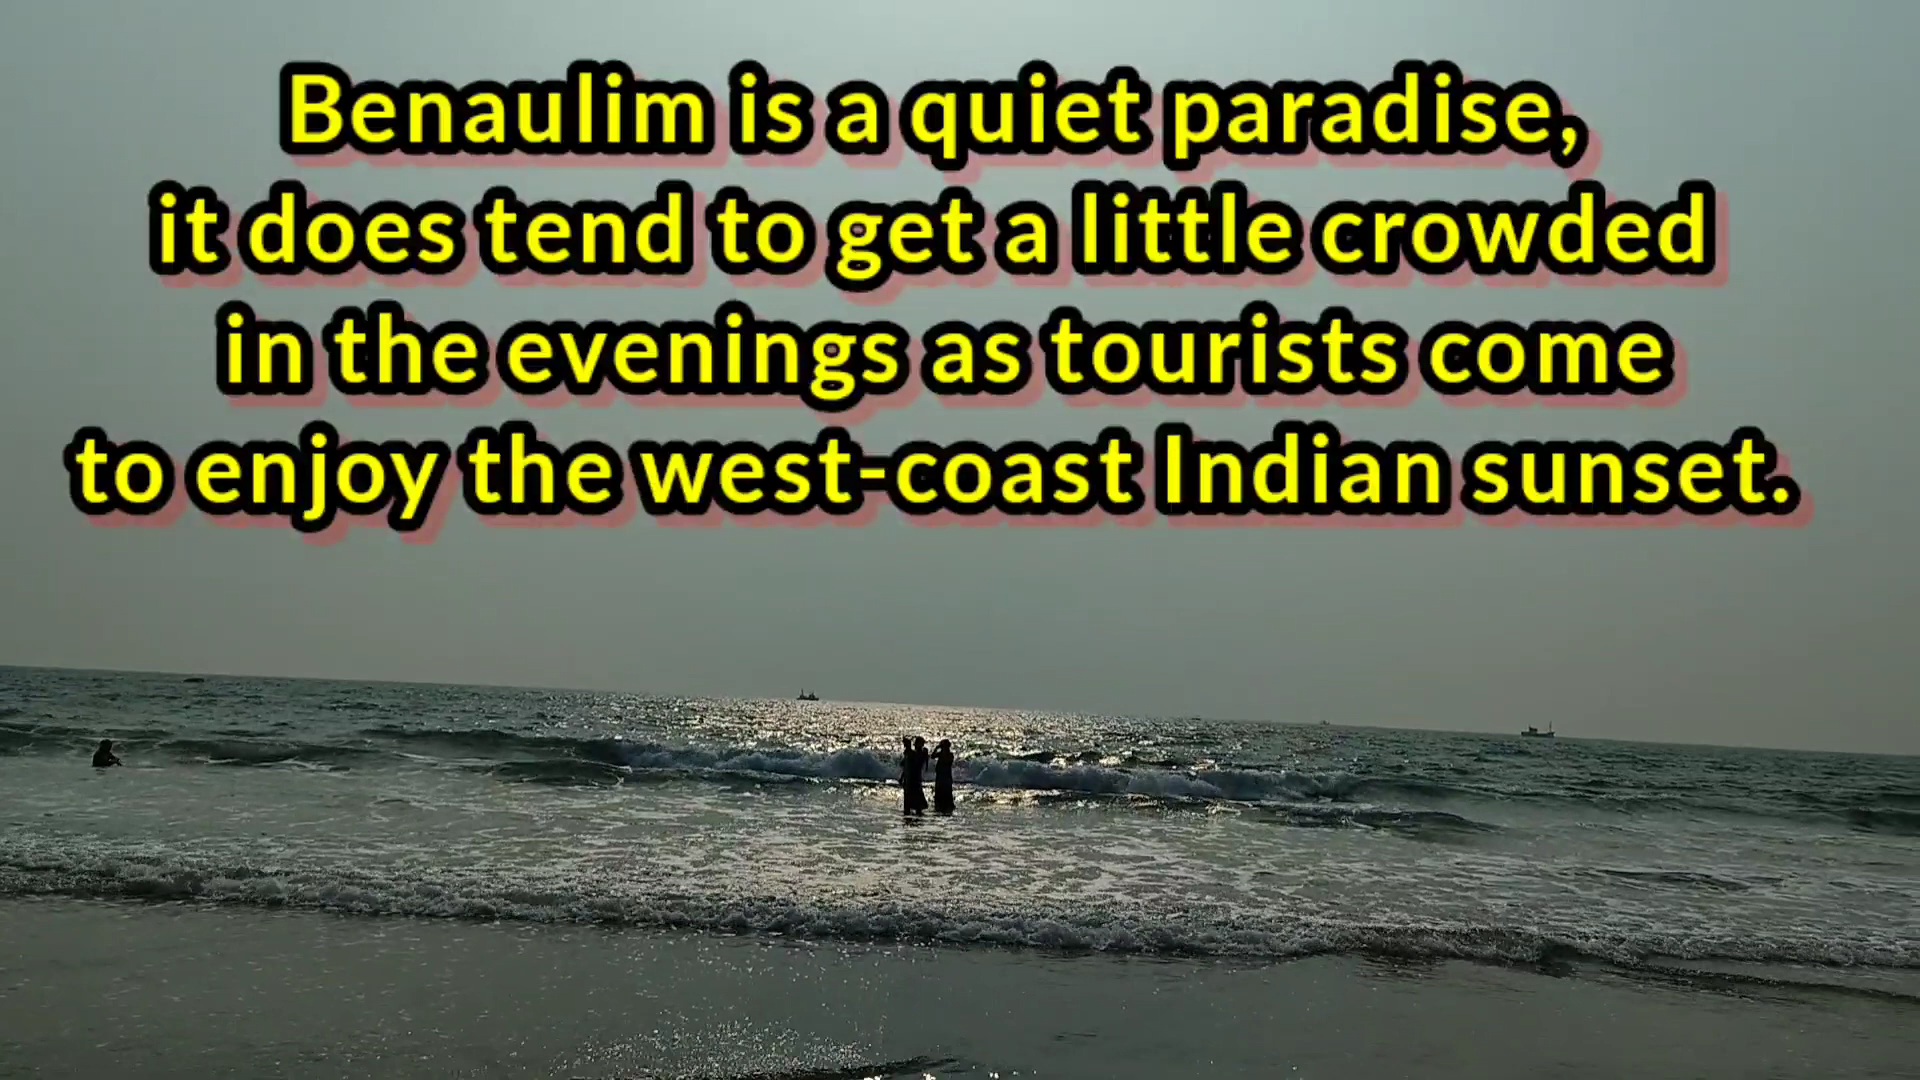 Benaulim is a quiet paradise,
it does tend to get a little crowded
in the evenings as tourists come
to enjoy the west-coast Indian sunset.